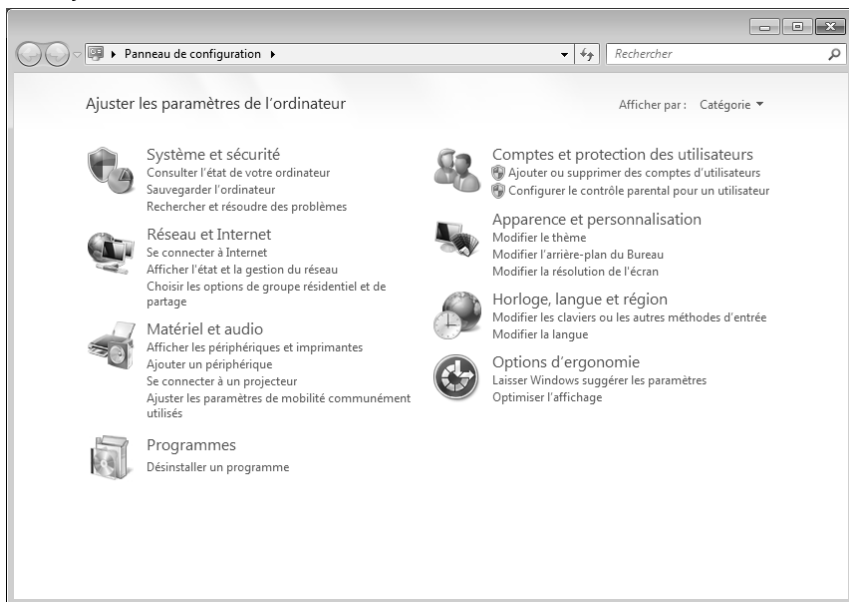 Panneau de configuration
Rechercher
Ajuster les paramètres de l'ordinateur
Afficher par : Catégorie
Système et sécurité
Consulter l'état de votre ordinateur
Sauvegarder l'ordinateur
Rechercher et résoudre des problèmes
Réseau et Internet
Se connecter à Internet
Afficher l'état et la gestion du réseau
Choisir les options de groupe résidentiel et de
partage
Matériel et audio
Afficher les périphériques et imprimantes
Ajouter un périphérique
Se connecter à un projecteur
Ajuster les paramètres de mobilité communément
utilisés
Programmes
Désinstaller un programme
Comptes et protection des utilisateurs
Ajouter ou supprimer des comptes d'utilisateurs
Configurer le contrôle parental pour un utilisateur
Apparence et personnalisation
Modifier le thème
Modifier l'arrière-plan du Bureau
Modifier la résolution de l'écran
Horloge, langue et région
Modifier les claviers ou les autres méthodes d'entrée
Modifier la langue
Options d'ergonomie
Laisser Windows suggérer les paramètres
Optimiser l'affichage